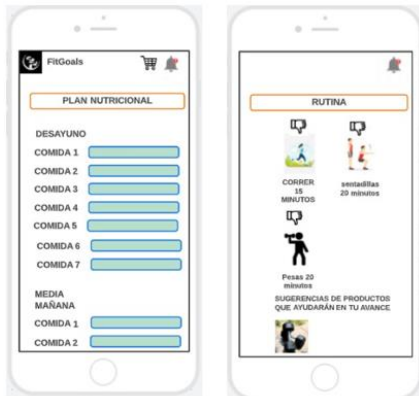 FitGoals
PLAN NUTRICIONAL
DESAYUNO
COMIDA 1
COMIDA 2
COMIDA 3
COMIDA 4
COMIDA 5
COMIDA 6
COMIDA 7
MEDIA
MAÑANA
COMIDA 1
COMIDA 2
RUTINA
CORRER
15
MINUTOS
sentadillas
20 minutos
Pesas 20
minutos
SUGERENCIAS DE PRODUCTOS
QUE AYUDARÁN EN TU AVANCE